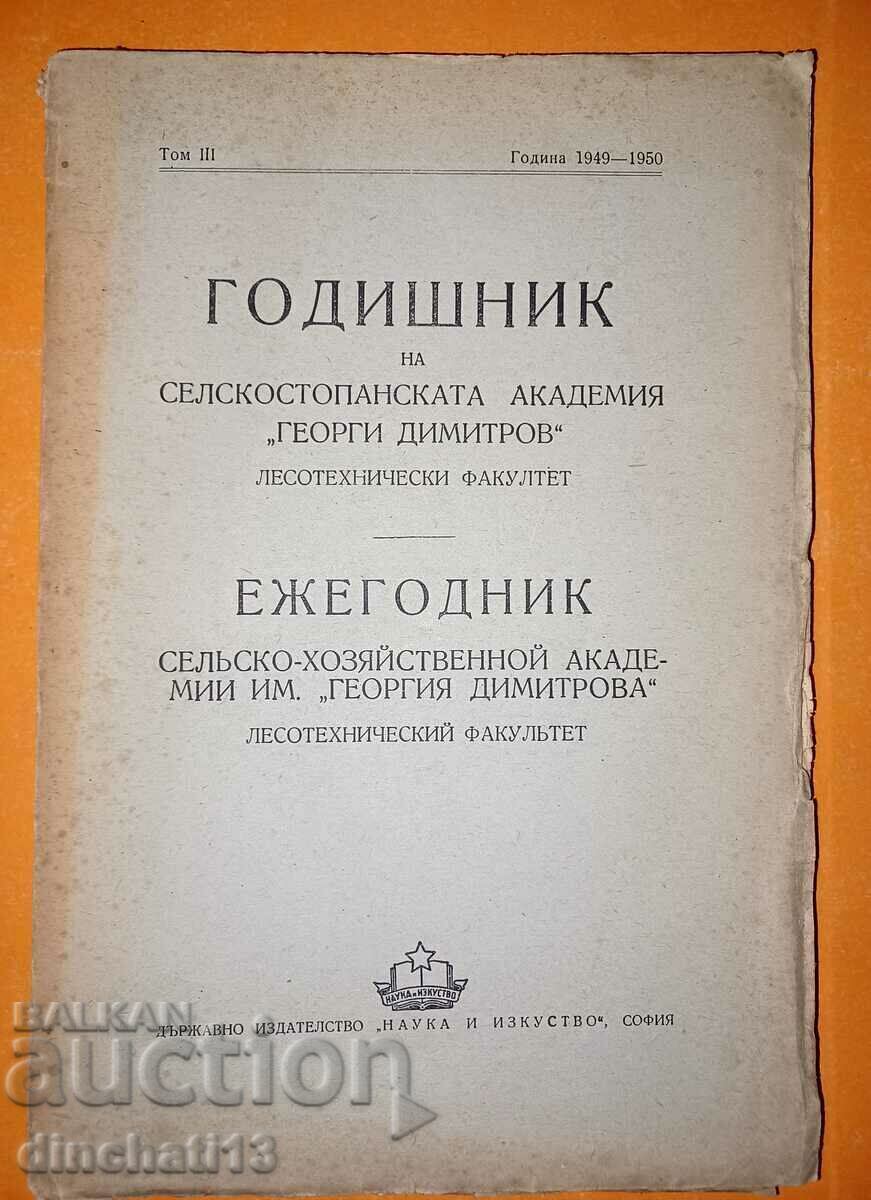 Том III Година 1949—1950
ГОДИШНИК
НА
СЕЛСКОСТОПАНСКАТА АКАДЕМИЯ
„ГЕОРГИ ДИМИТРОВ“
ЛЕСОТЕХНИЧЕСКИ ФАКУЛТЕТ
ЕЖЕГОДНИК
СЕЛЬСКО-ХОЗЯЙСТВЕННОЙ АКАДЕ-
МИИ ИМ. „ГЕОРГИЯ ДИМИТРОВА“
ЛЕСОТЕХНИЧЕСКИЙ ФАКУЛЬТЕТ
НАУКА И ИЗКУСТВО
ДЪРЖАВНО ИЗДАТЕЛСТВО „НАУКА И ИЗКУСТВО“, СОФИЯ
BALKAN
auction
dinchati13